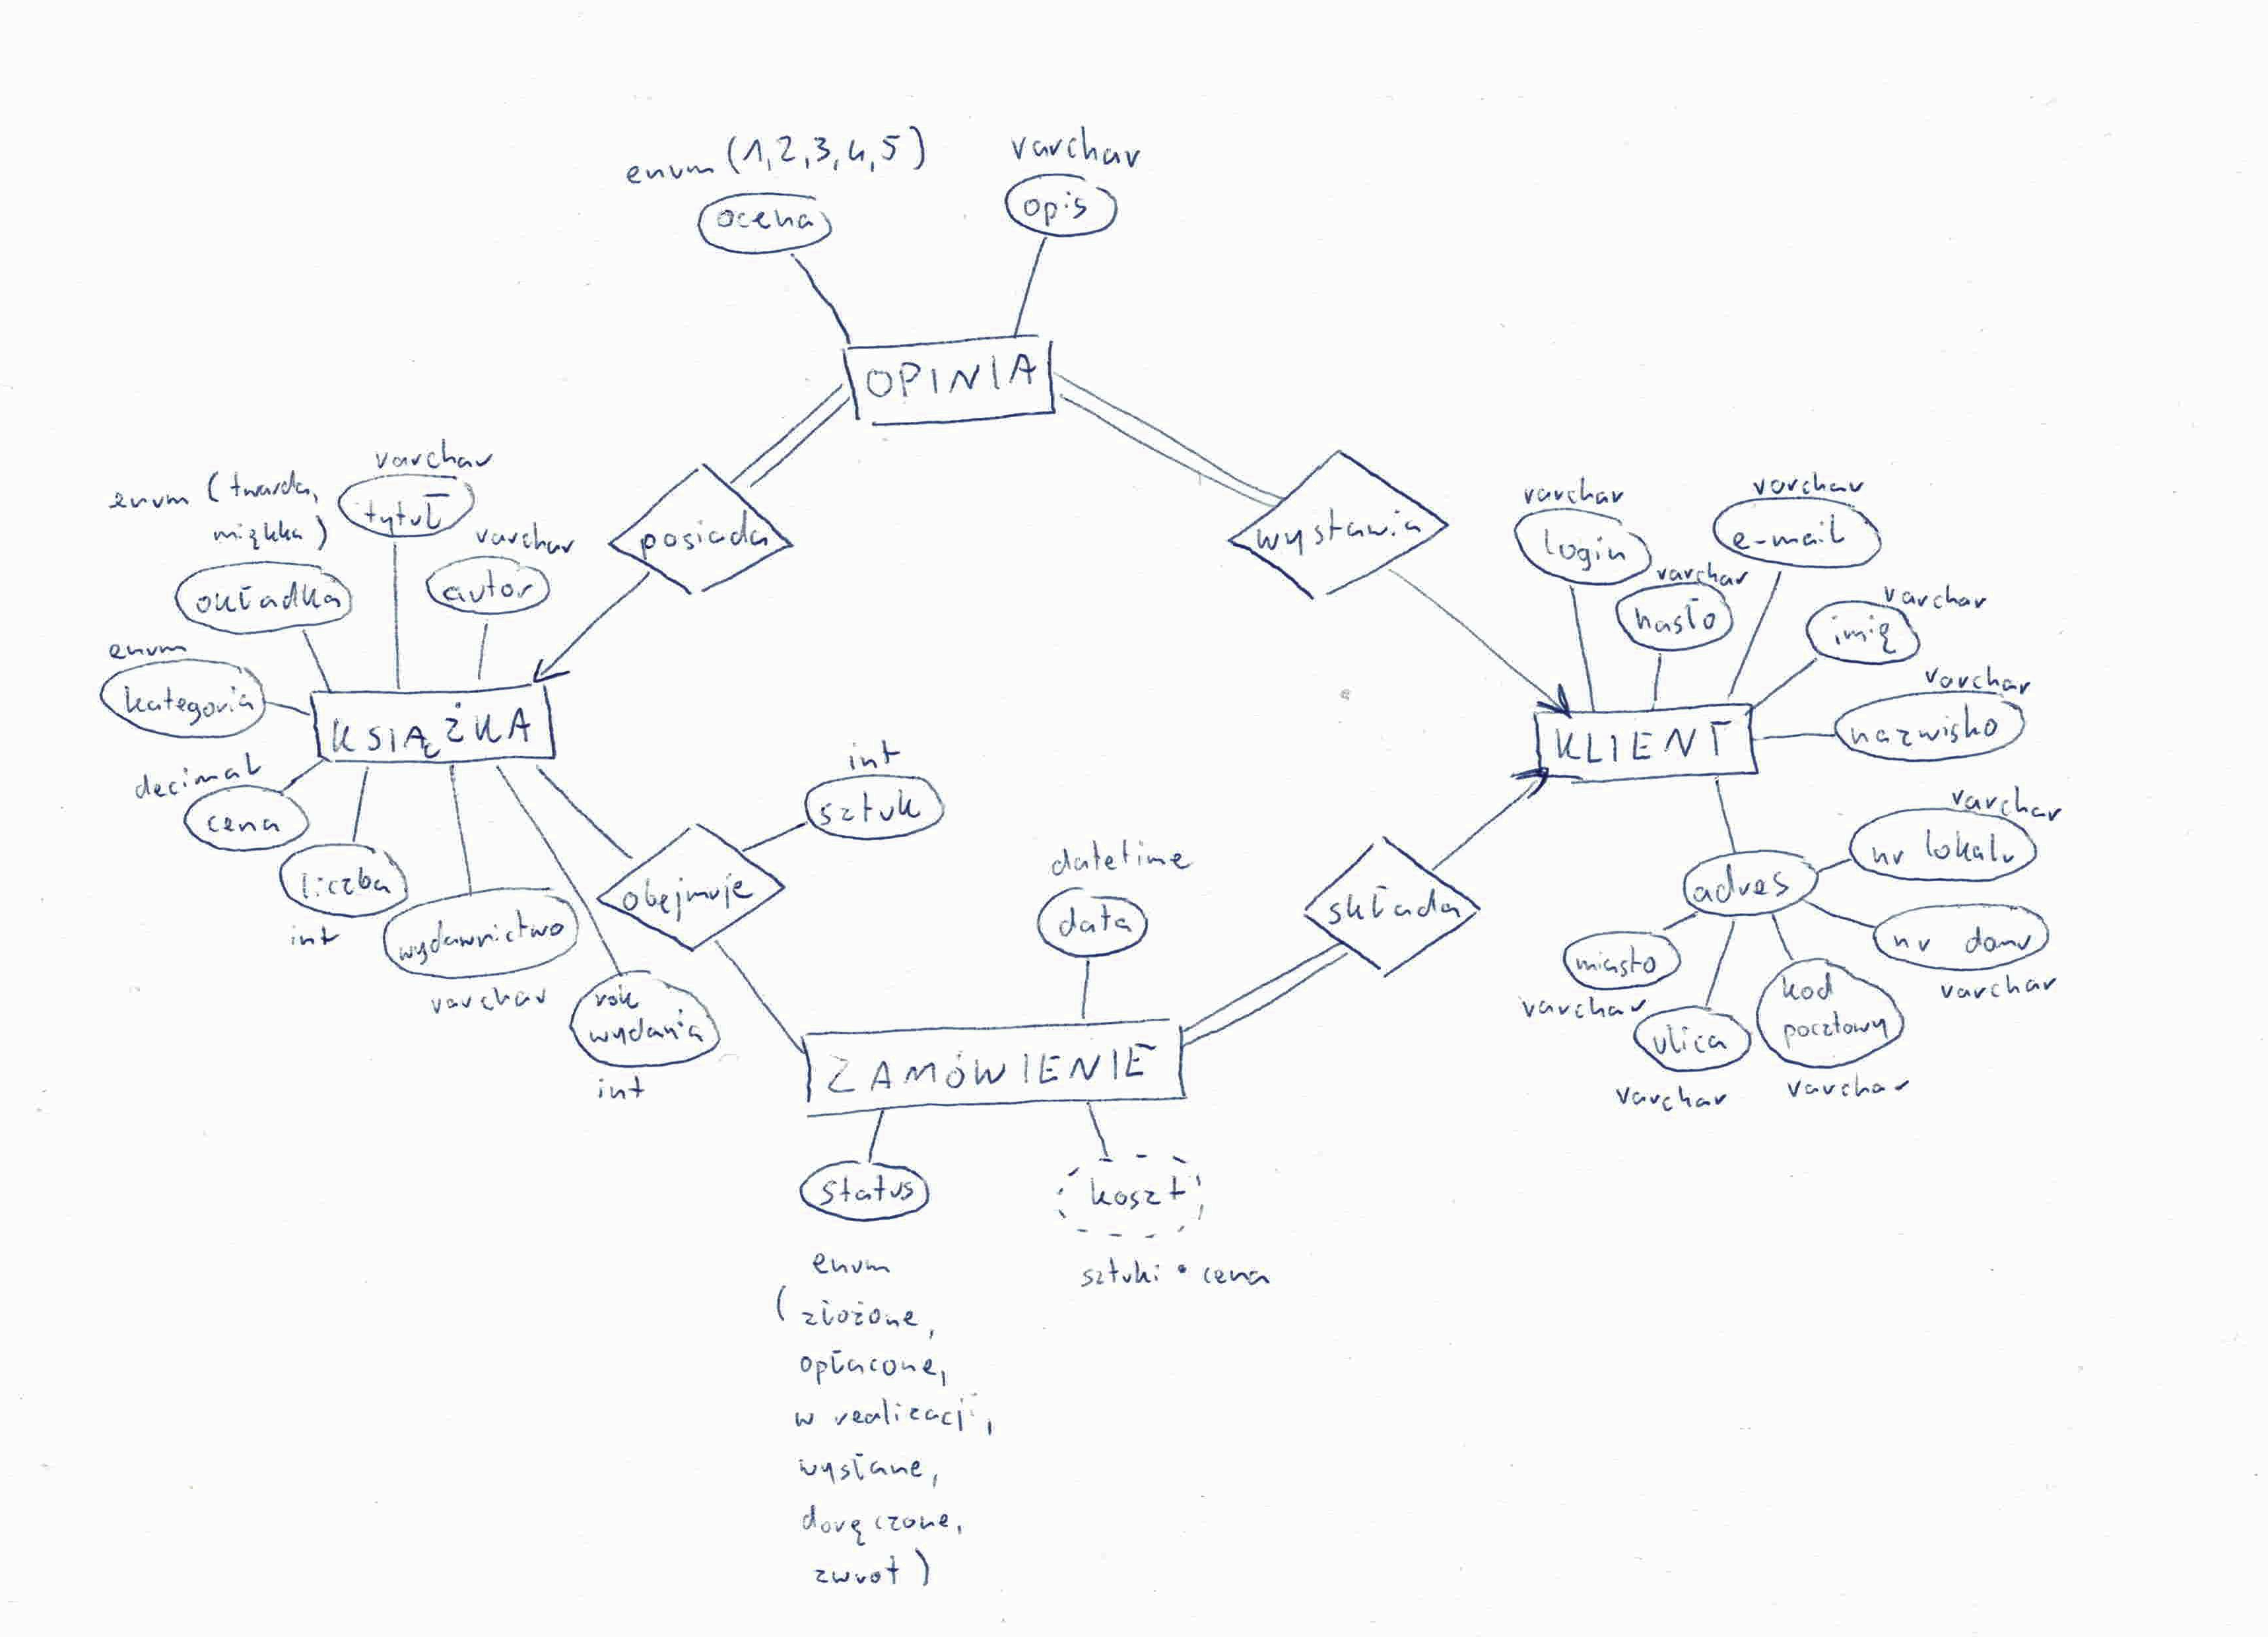 enum (1,2,3,4,5)
varchar
ocena
opis
OPINIA
varchar
enum (twarda,
miękka)
tytuł
varchar
autor
okładka
posiada
wystawia
varchar
login
varchar
e-mail
varchar
hasło
varchar
imię
varchar
nazwisko
enum
kategoria
KSIĄŻKA
KLIENT
decimal
cena
int
sztuk
liczba
int
wydawnictwo
varchar
rok
wydania
int
obejmuje
datetime
data
składa
varchar
nr lokalu
adres
nr domu
varchar
miasto
varchar
ulica
varchar
kod
pocztowy
varchar
ZAMÓWIENIE
status
koszt
enum
sztuki • cena
(złożone,
opłacone,
w realizacji,
wysłane,
doręczone,
zwrot)